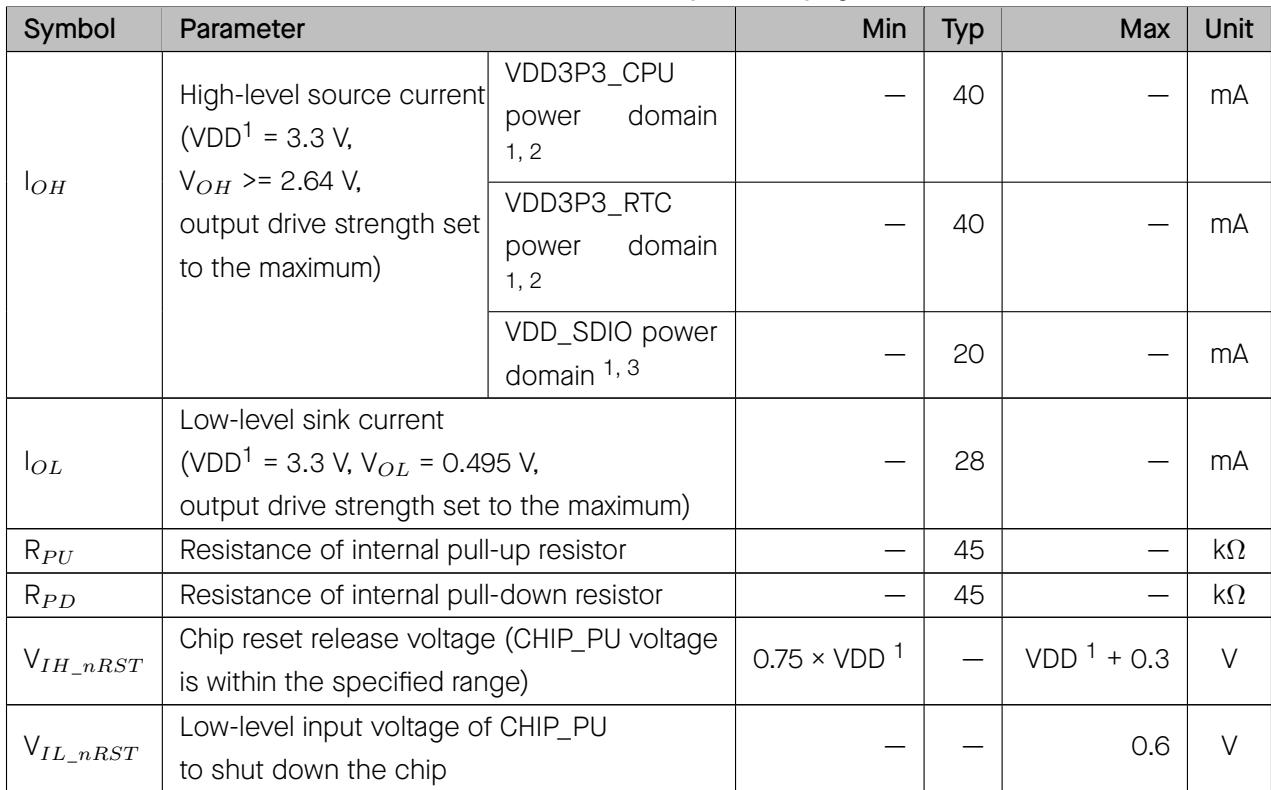 Symbol Parameter Min Typ Max Unit
I_OH
High-level source current
(VDD¹ = 3.3 V,
V_OH >= 2.64 V,
output drive strength set
to the maximum)
VDD3P3_CPU
power domain
1, 2
— 40 — mA
VDD3P3_RTC
power domain
1, 2
— 40 — mA
VDD_SDIO power
domain 1, 3
— 20 — mA
I_OL
Low-level sink current
(VDD¹ = 3.3 V, V_OL = 0.495 V,
output drive strength set to the maximum)
— 28 — mA
R_PU Resistance of internal pull-up resistor — 45 — kΩ
R_PD Resistance of internal pull-down resistor — 45 — kΩ
V_IH_nRST
Chip reset release voltage (CHIP_PU voltage
is within the specified range)
0.75 × VDD ¹ — VDD ¹ + 0.3 V
V_IL_nRST
Low-level input voltage of CHIP_PU
to shut down the chip
— — 0.6 V